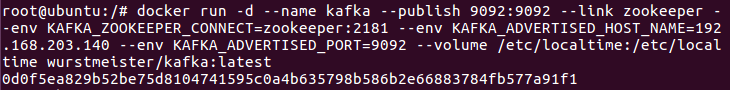 root@ubuntu:/# docker run -d --name kafka --publish 9092:9092 --link zookeeper -
-env KAFKA_ZOOKEEPER_CONNECT=zookeeper:2181 --env KAFKA_ADVERTISED_HOST_NAME=192
.168.203.140 --env KAFKA_ADVERTISED_PORT=9092 --volume /etc/localtime:/etc/local
time wurstmeister/kafka:latest
0d0f5ea829b52be75d8104741595c0a4b635798b586b2e66883784fb577a91f1